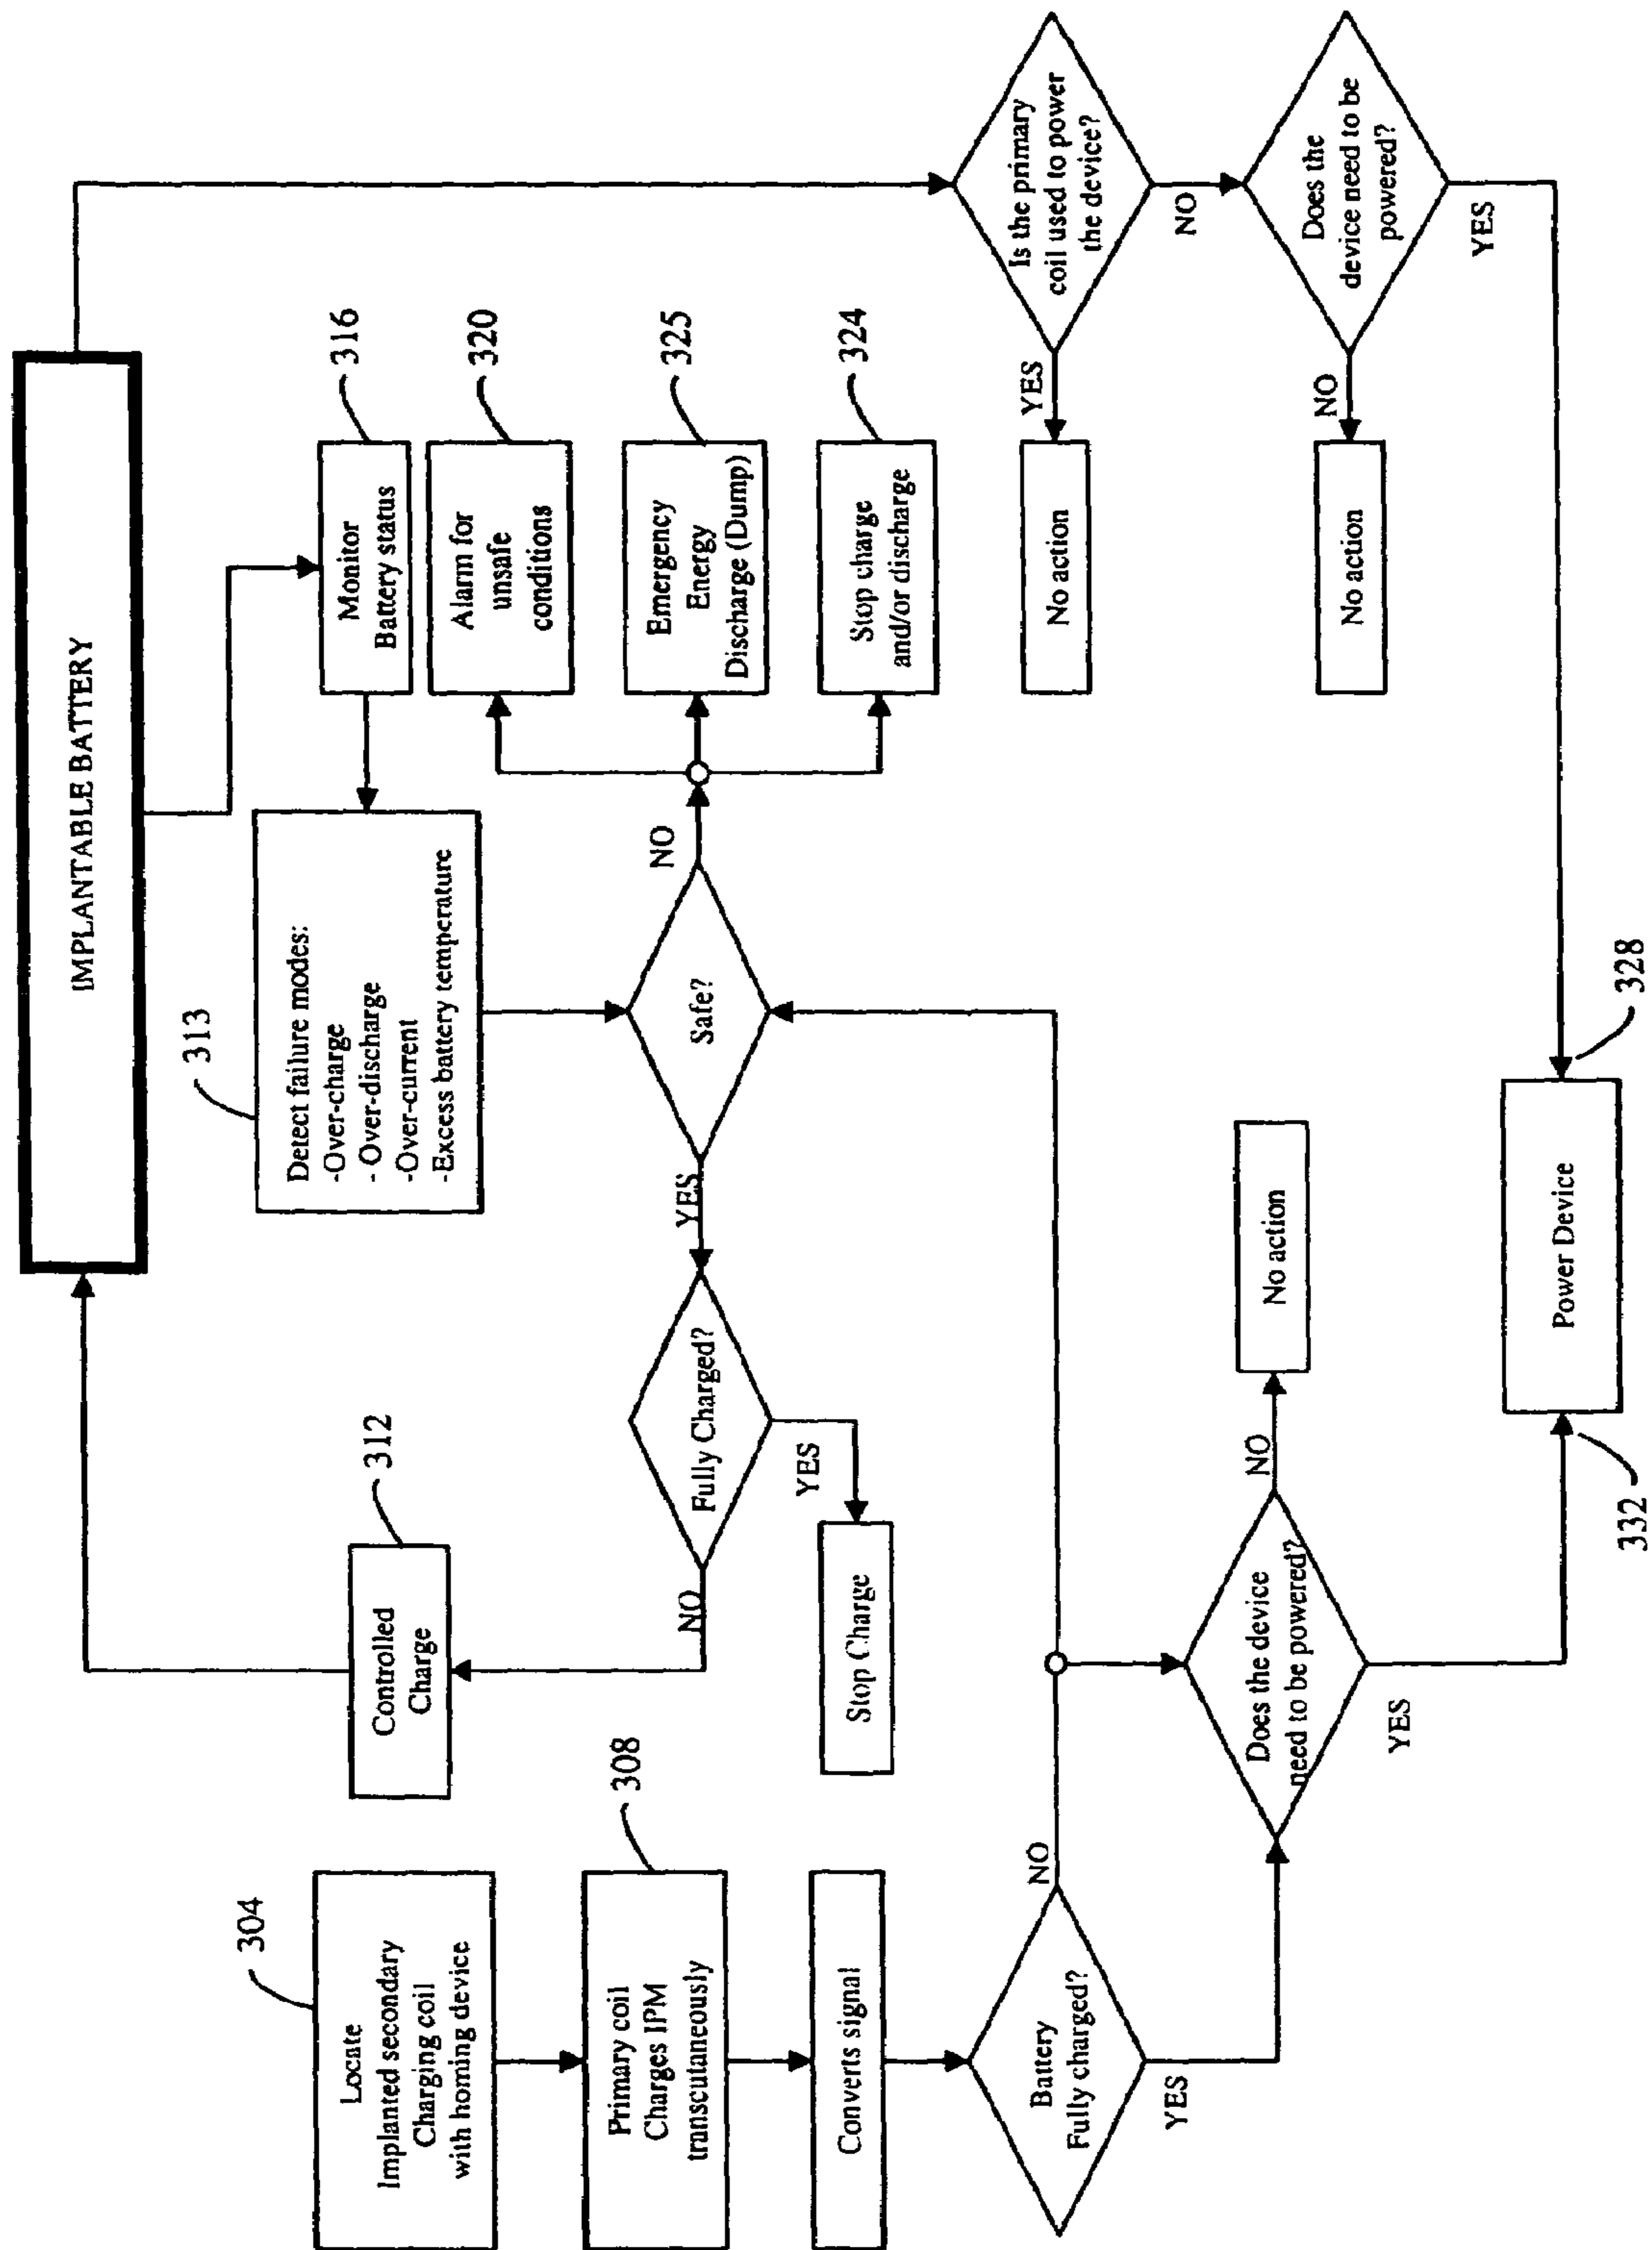 IMPLANTABLE BATTERY
304
Locate
Implanted secondary
Charging coil
with homing device
308
Primary coil
Charges IPM
transcutaneously
Converts signal
Battery
Fully charged?
NO
YES
312
Controlled
Charge
NO
Fully Charged?
YES
Stop Charge
313
Detect failure modes:
-Over-charge
- Over-discharge
-Over-current
-Excess battery temperature
YES
Safe?
NO
316
Monitor
Battery status
320
Alarm for
unsafe
conditions
325
Emergency
Energy
Discharge (Dump)
324
Stop charge
and/or discharge
Does the device
need to be powered?
NO
No action
YES
332
Power Device
328
Is the primary
coil used to power
the device?
YES
No action
NO
Does the
device need to be
powered?
NO
No action
YES